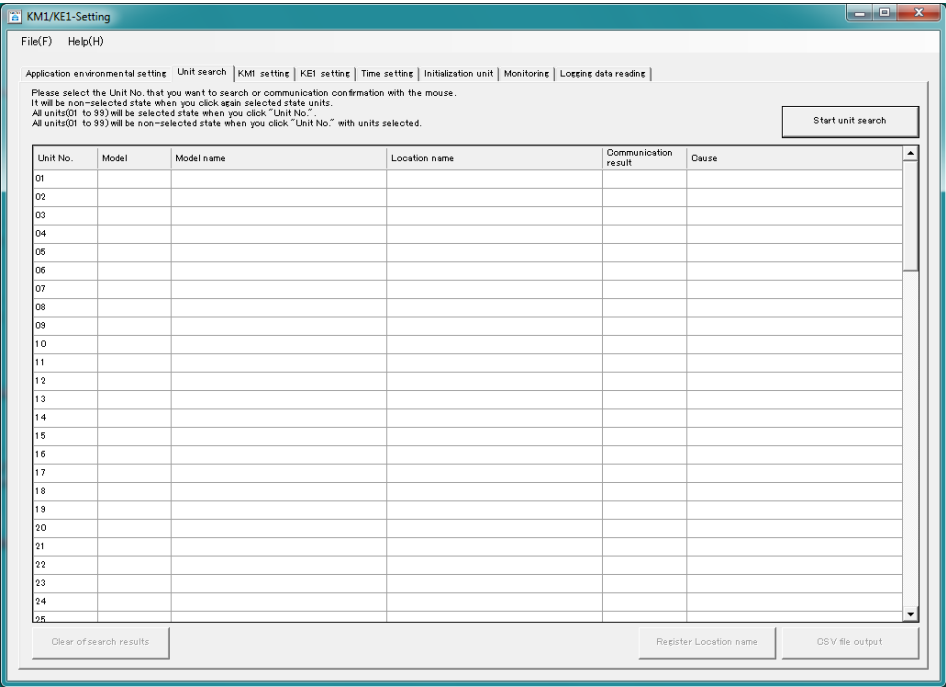 KM1/KE1-Setting
File(F) Help(H)
Application environmental setting Unit search KM1 setting KE1 setting Time setting Initialization unit Monitoring Logging data reading
Please select the Unit No. that you want to search or communication confirmation with the mouse.
It will be non-selected state when you click again selected state units.
All units(01 to 99) will be selected state when you click "Unit No.".
All units(01 to 99) will be non-selected state when you click "Unit No." with units selected.
Start unit search
Unit No. Model Model name Location name Communication result Cause
01
02
03
04
05
06
07
08
09
10
11
12
13
14
15
16
17
18
19
20
21
22
23
24
25
Clear of search results Register Location name CSV file output